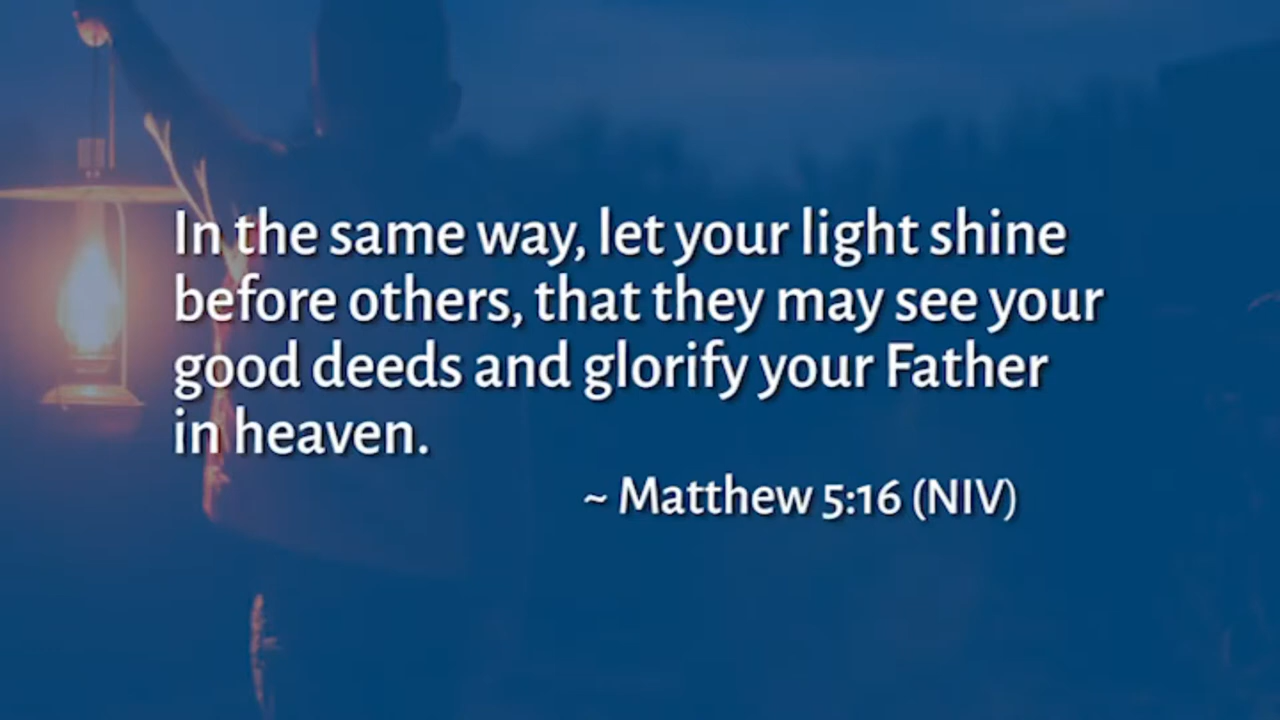 In the same way, let your light shine
before others, that they may see your
good deeds and glorify your Father
in heaven.
~ Matthew 5:16 (NIV)